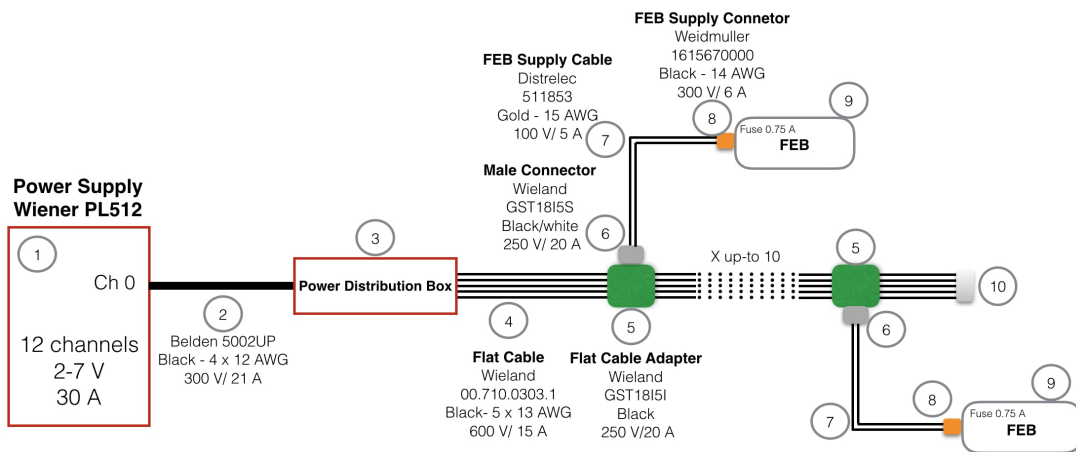 Power Supply
Wiener PL512
1
Ch 0
12 channels
2-7 V
30 A
2
Belden 5002UP
Black - 4 x 12 AWG
300 V/ 21 A
3
Power Distribution Box
4
Flat Cable
Wieland
00.710.0303.1
Black- 5 x 13 AWG
600 V/ 15 A
5
Flat Cable Adapter
Wieland
GST18I5I
Black
250 V/20 A
Male Connector
Wieland
GST18I5S
Black/white
250 V/ 20 A
6
FEB Supply Cable
Distrelec
511853
Gold - 15 AWG
100 V/ 5 A
7
FEB Supply Connetor
Weidmuller
1615670000
Black - 14 AWG
300 V/ 6 A
8
9
Fuse 0.75 A
FEB
X up-to 10
5
10
6
7
8
9
Fuse 0.75 A
FEB